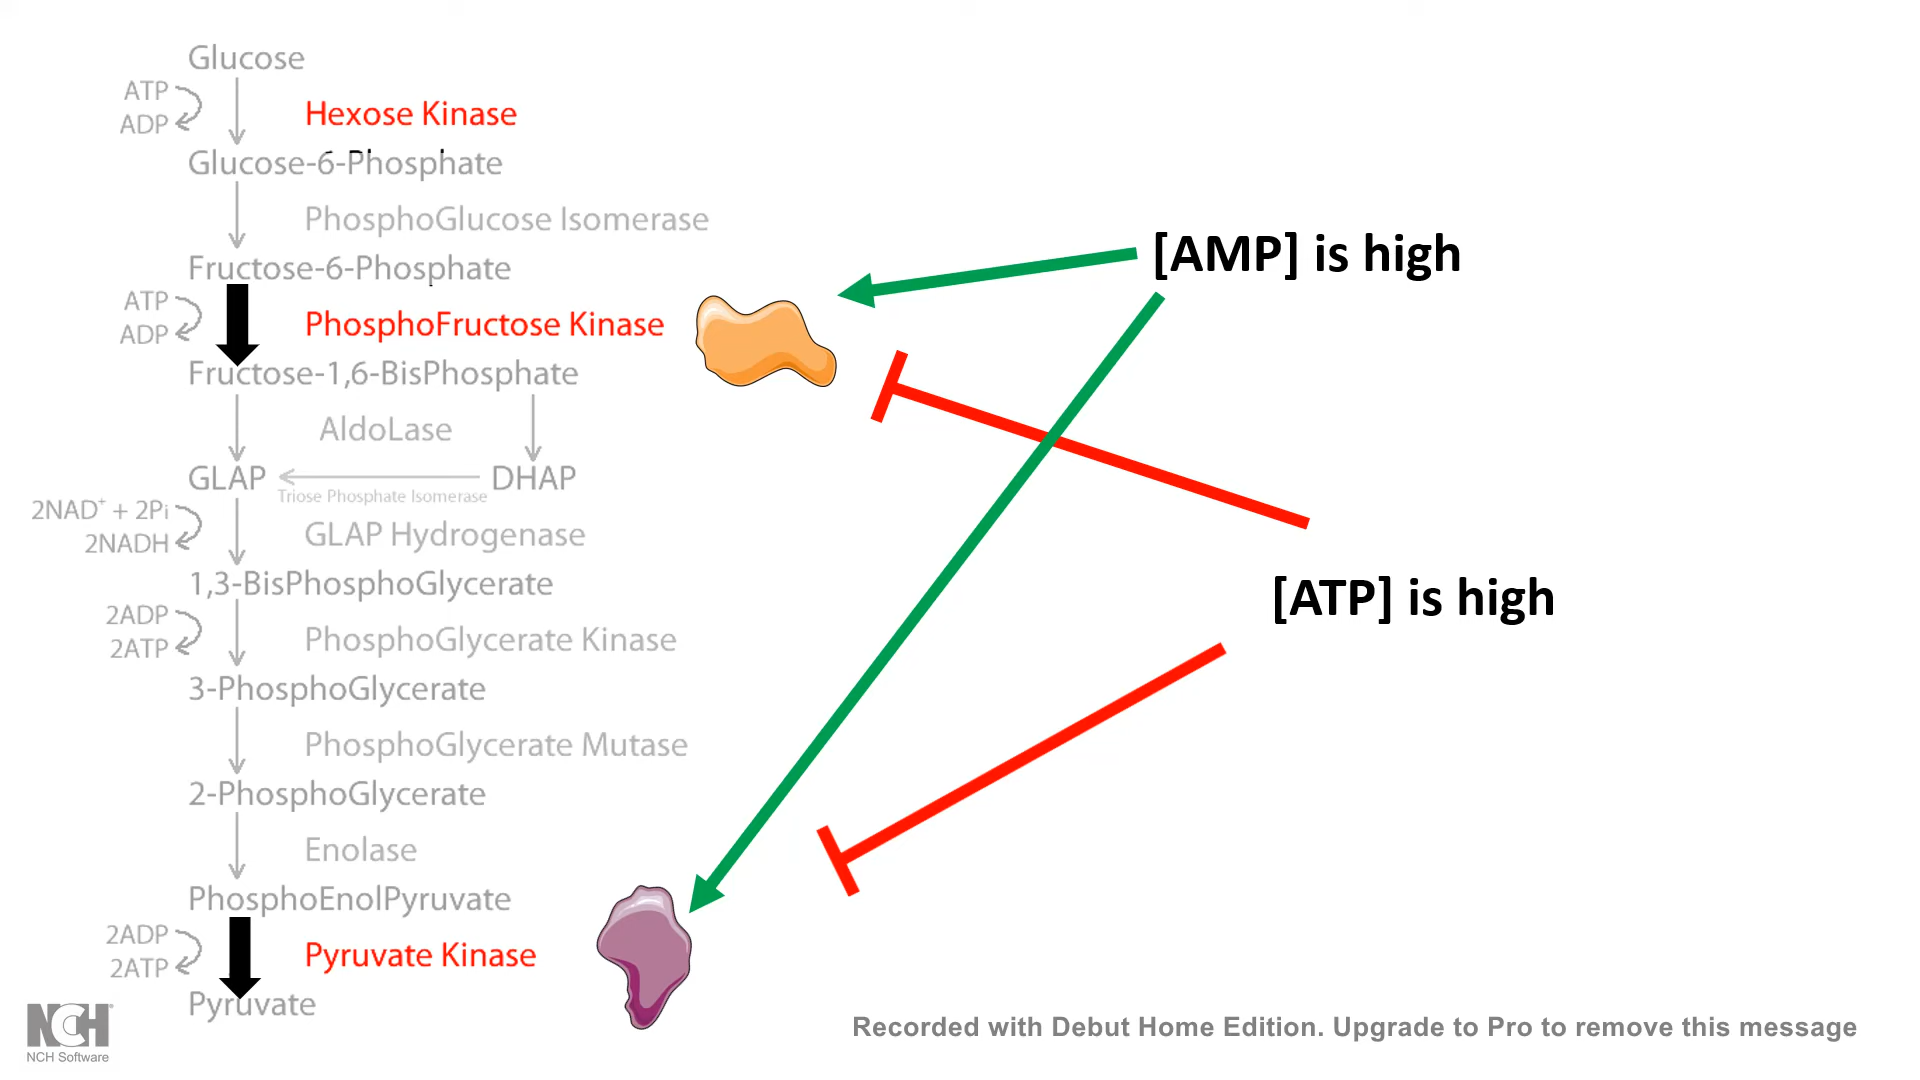 Glucose
ATP
ADP
Hexose Kinase
Glucose-6-Phosphate
PhosphoGlucose Isomerase
Fructose-6-Phosphate
ATP
ADP
PhosphoFructose Kinase
Fructose-1,6-BisPhosphate
AldoLase
GLAP
DHAP
Triose Phosphate Isomerase
2NAD⁺ + 2Pi
2NADH
GLAP Hydrogenase
1,3-BisPhosphoGlycerate
2ADP
2ATP
PhosphoGlycerate Kinase
3-PhosphoGlycerate
PhosphoGlycerate Mutase
2-PhosphoGlycerate
Enolase
PhosphoEnolPyruvate
2ADP
2ATP
Pyruvate Kinase
Pyruvate
[AMP] is high
[ATP] is high
NCH
NCH Software
Recorded with Debut Home Edition. Upgrade to Pro to remove this message